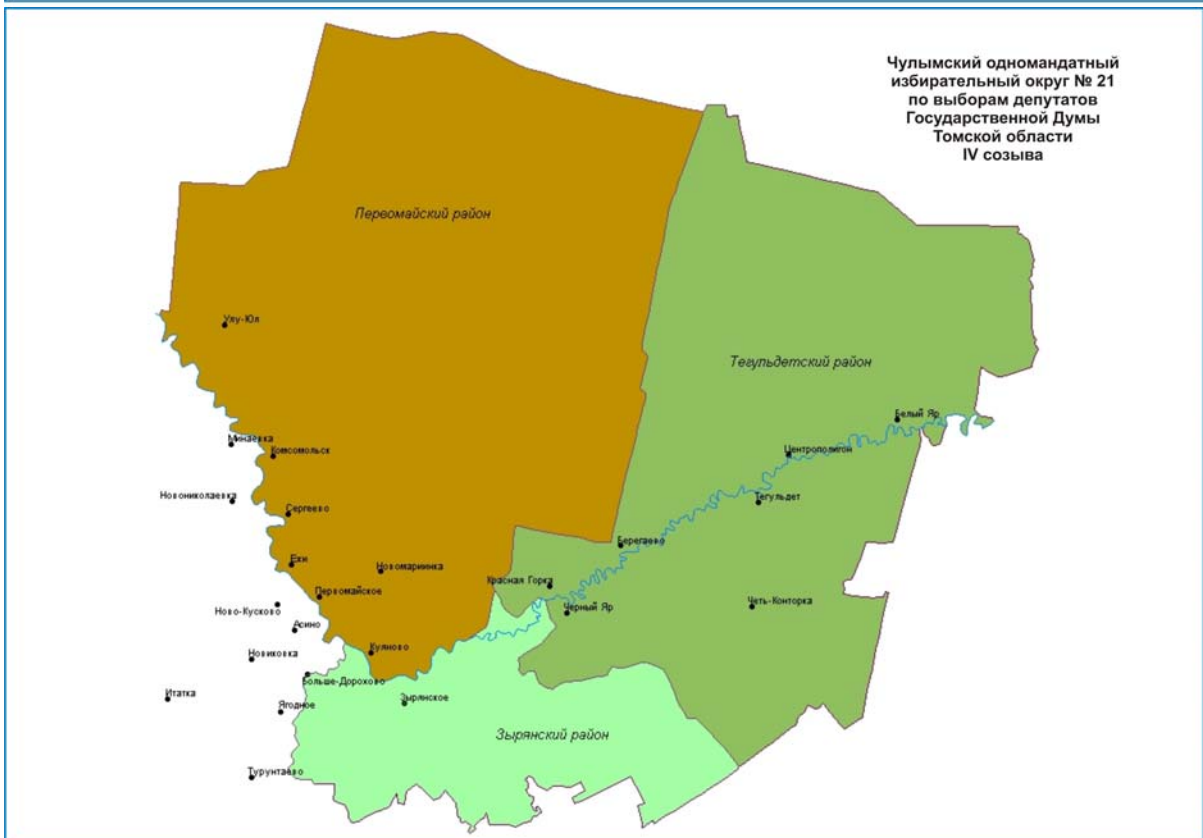 Чулымский одномандатный
избирательный округ № 21
по выборам депутатов
Государственной Думы
Томской области
IV созыва
Первомайский район
Улу-Юл
Тегульдетский район
Белый Яр
Минаевка
Комсомольск
Центрополигон
Новониколаевка
Тегульдет
Сергеево
Берегаево
Ежи
Новомариинка
Красная Горка
Первомайское
Четь-Конторка
Ново-Кусково
Черный Яр
Асино
Куяново
Новиковка
Больше-Дорохово
Итатка
Зырянское
Ягодное
Зырянский район
Турунтаево